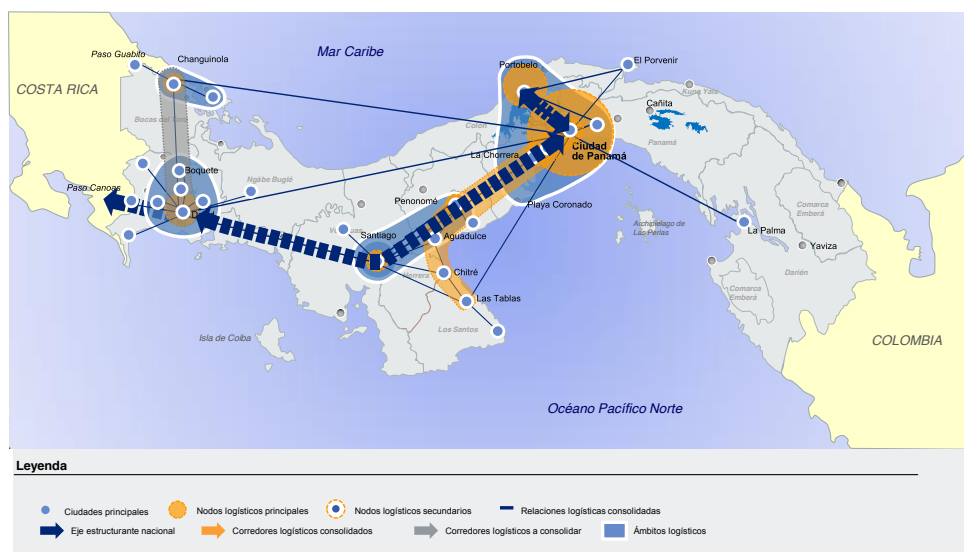 Mar Caribe
Paso Guabito
Changuinola
COSTA RICA
Portobelo
El Porvenir
Kuna Yala
Cañita
Bocas del Toro
Colón
Panamá
La Chorrera
Ciudad
de Panamá
Boquete
Ngäbe Buglé
Paso Canoas
Penonomé
Playa Coronado
Comarca
Emberá
Archipielago de
Las Perlas
La Palma
Santiago
Aguadulce
Yaviza
Herrera
Chitré
Darién
Comarca
Emberá
Las Tablas
Los Santos
Isla de Coiba
COLOMBIA
Océano Pacífico Norte
Leyenda
Ciudades principales
Nodos logísticos principales
Nodos logísticos secundarios
Relaciones logísticas consolidadas
Eje estructurante nacional
Corredores logísticos consolidados
Corredores logísticos a consolidar
Ámbitos logísticos